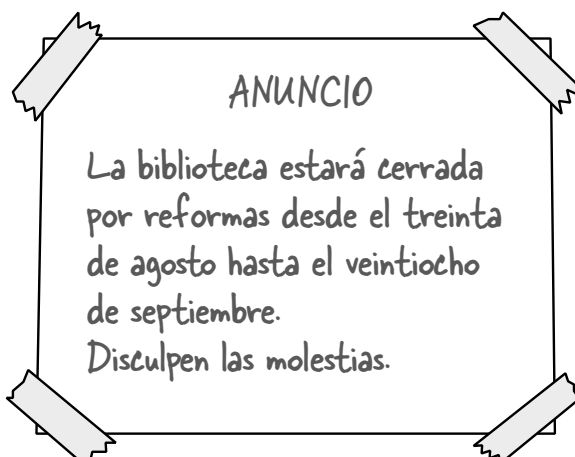 ANUNCIO
La biblioteca estará cerrada
por reformas desde el treinta
de agosto hasta el veintiocho
de septiembre.
Disculpen las molestias.